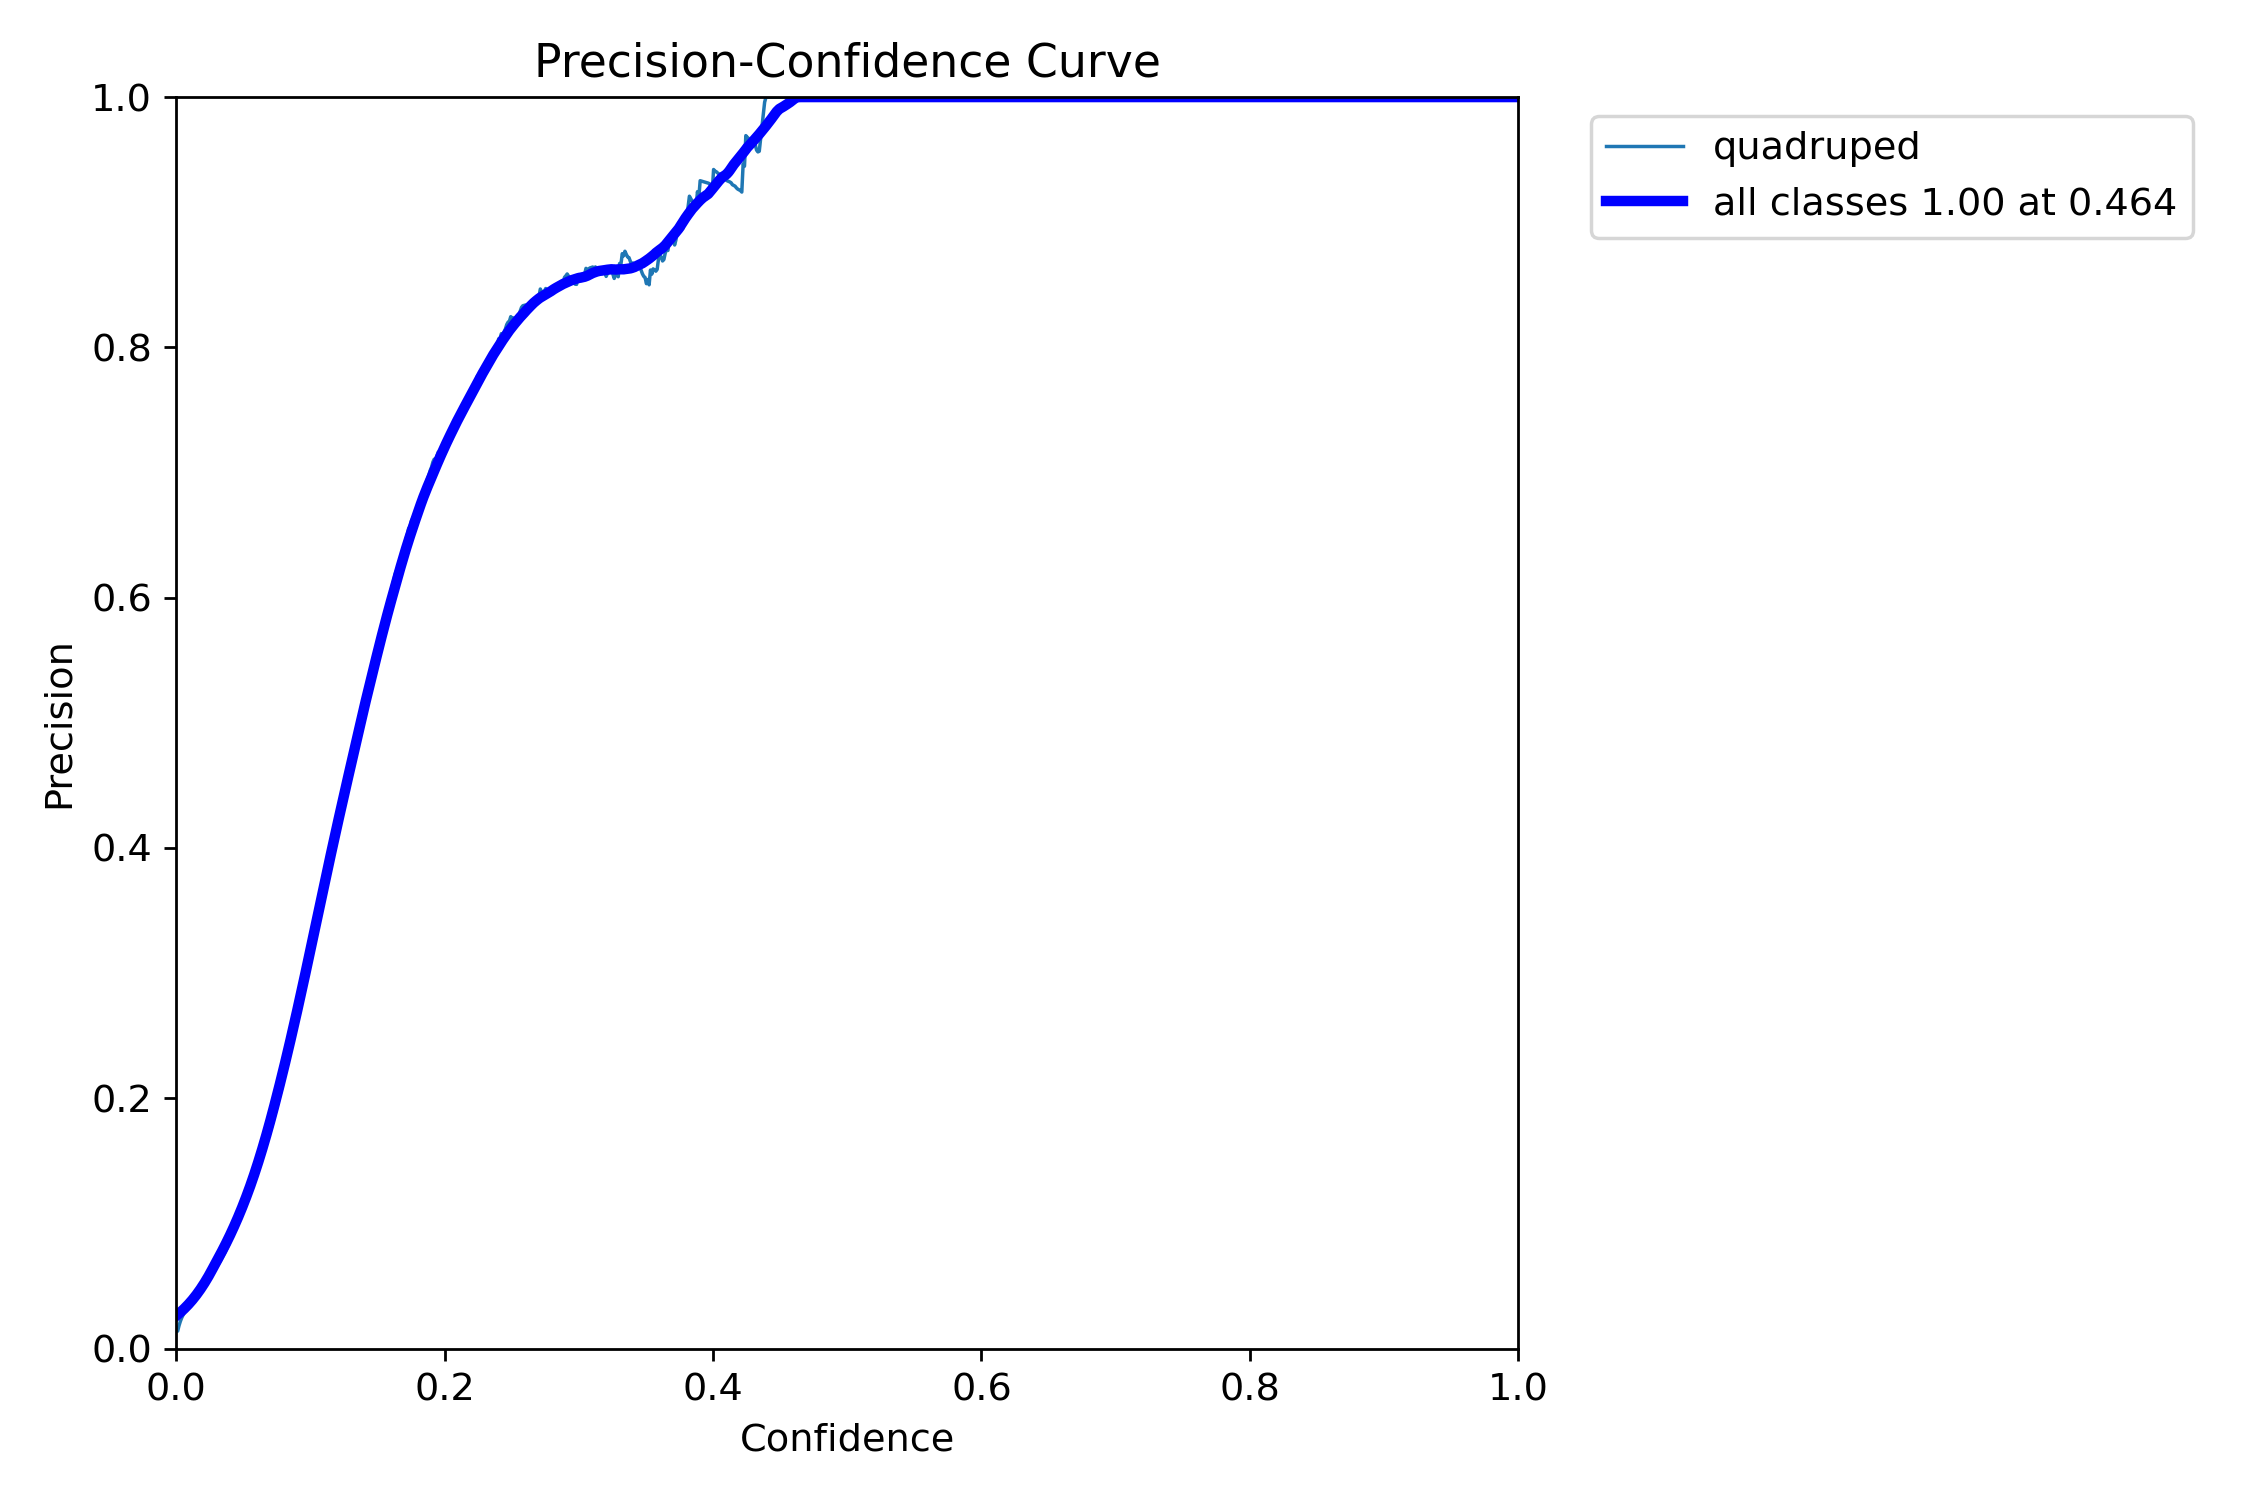 Precision-Confidence Curve
1.0
0.8
0.6
0.4
0.2
0.0
Precision
0.0 0.2 0.4 0.6 0.8 1.0
Confidence
quadruped
all classes 1.00 at 0.464